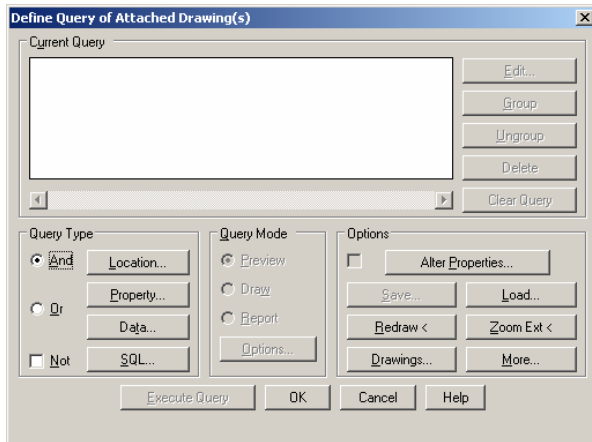 Define Query of Attached Drawing(s)
Current Query
Edit...
Group
Ungroup
Delete
Clear Query
Query Type
And
Location...
Property...
Or
Data...
Not
SQL...
Query Mode
Preview
Draw
Report
Options...
Options
Alter Properties...
Save...
Load...
Redraw <
Zoom Ext <
Drawings...
More...
Execute Query
OK
Cancel
Help